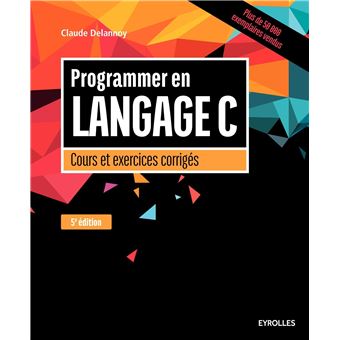 Claude Delannoy
Plus de 50 000
exemplaires vendus
Programmer en
LANGAGE C
Cours et exercices corrigés
5e édition
EYROLLES